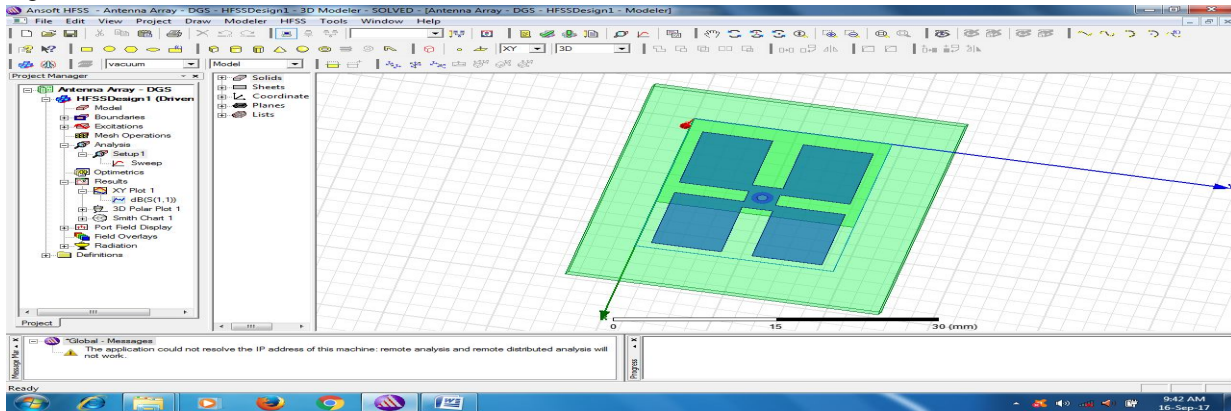 Ansoft HFSS - Antenna Array - DGS - HFSSDesign1 - 3D Modeler - SOLVED - [Antenna Array - DGS - HFSSDesign1 - Modeler]
File Edit View Project Draw Modeler HFSS Tools Window Help
XY 3D
vacuum Model
Project Manager
Antenna Array - DGS
HFSSDesign1 (Driven
Model
Boundaries
Excitations
Mesh Operations
Analysis
Setup1
Sweep
Optimetrics
Results
XY Plot 1
dB(S(1,1))
3D Polar Plot 1
Smith Chart 1
Port Field Display
Field Overlays
Radiation
Definitions
Project
Solids
Sheets
Coordinate
Planes
Lists
0 15 30 (mm)
Message Ma
*Global - Messages
The application could not resolve the IP address of this machine: remote analysis and remote distributed analysis will
not work.
Progress
Ready
9:42 AM
16-Sep-17